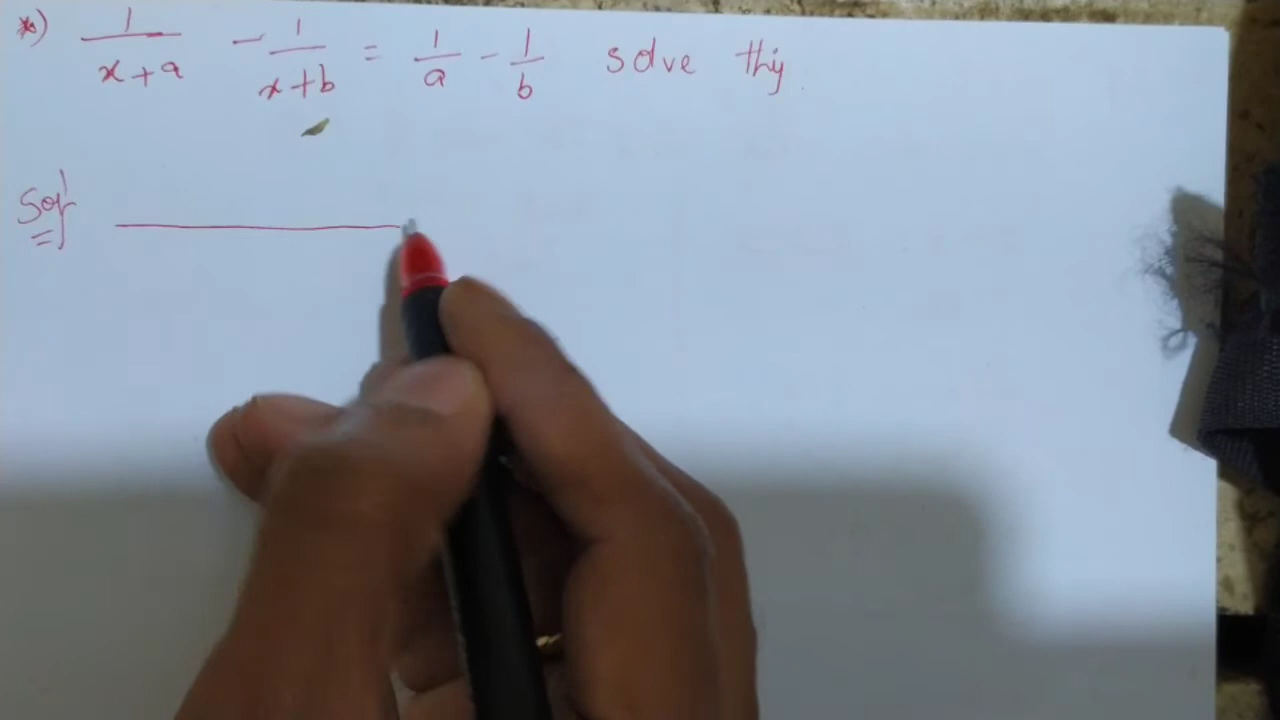 *) 1/(x+a) - 1/(x+b) = 1/a - 1/b solve this
Sol